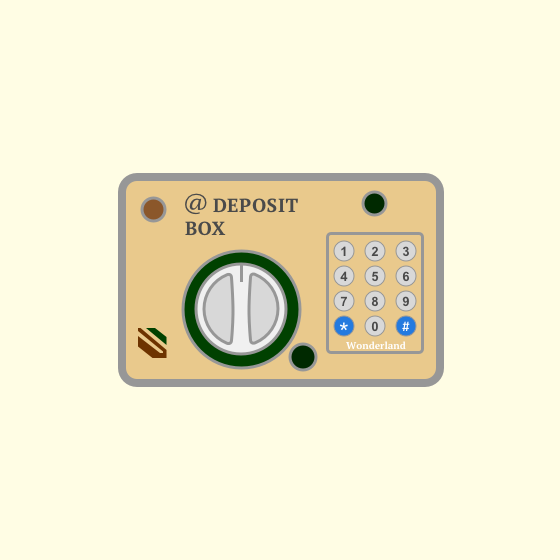 @ DEPOSIT
BOX
1 2 3
4 5 6
7 8 9
* 0 #
Wonderland